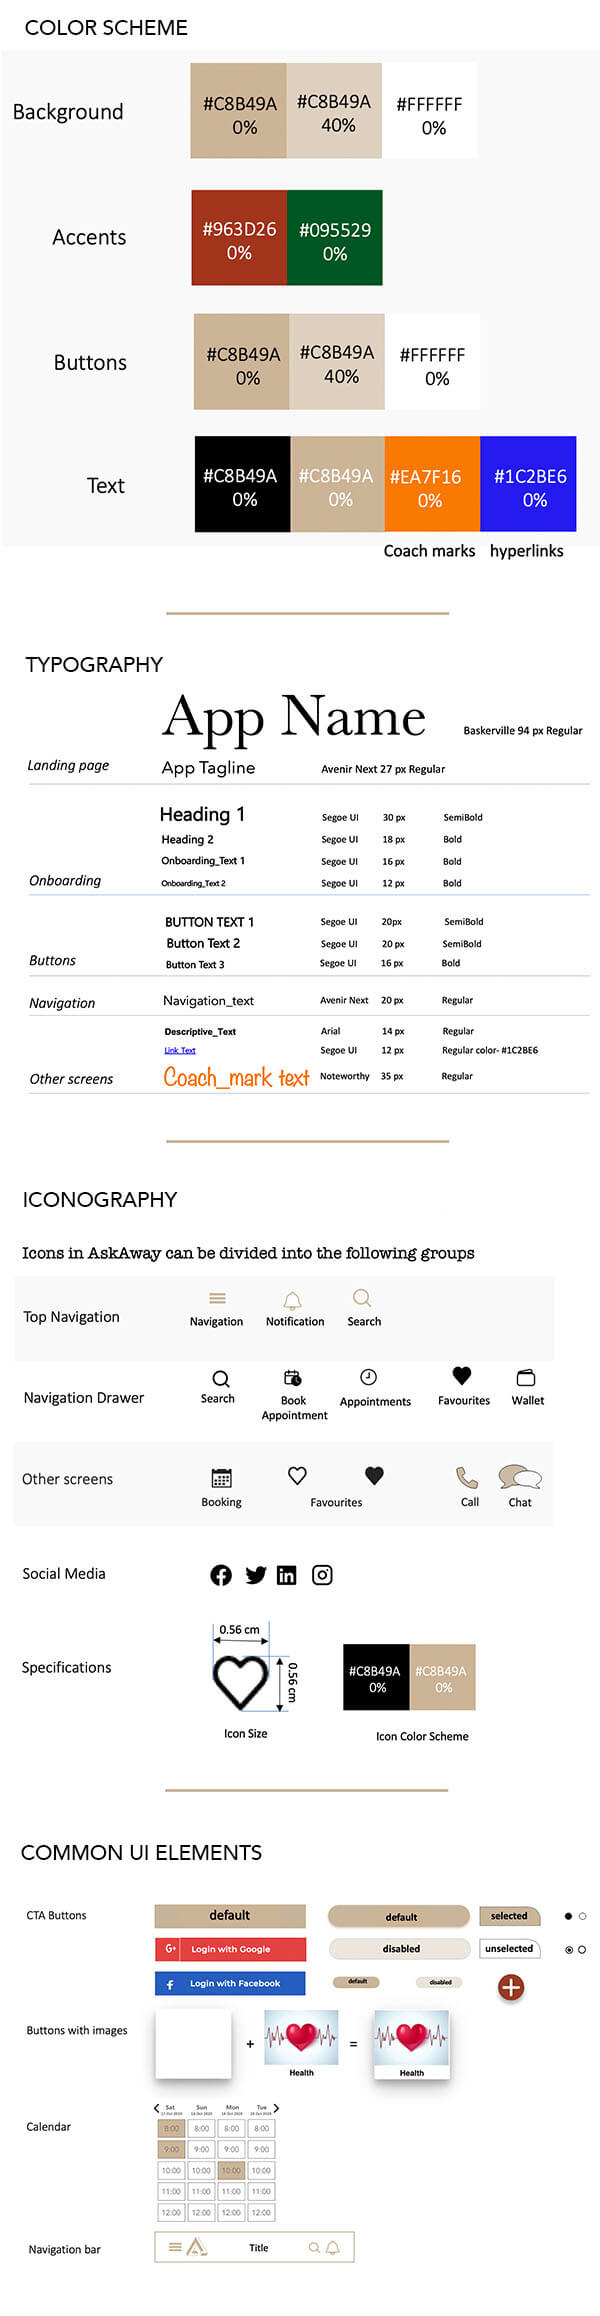 COLOR SCHEME
Background
#C8B49A
0%
#C8B49A
40%
#FFFFFF
0%
Accents
#963D26
0%
#095529
0%
Buttons
#C8B49A
0%
#C8B49A
40%
#FFFFFF
0%
Text
#C8B49A
0%
#C8B49A
0%
#EA7F16
0%
#1C2BE6
0%
Coach marks hyperlinks
TYPOGRAPHY
App Name Baskerville 94 px Regular
Landing page App Tagline Avenir Next 27 px Regular
Heading 1 Segoe UI 30 px SemiBold
Heading 2 Segoe UI 18 px Bold
Onboarding_Text 1 Segoe UI 16 px Bold
Onboarding Onboarding_Text 2 Segoe UI 12 px Bold
BUTTON TEXT 1 Segoe UI 20px SemiBold
Button Text 2 Segoe UI 20 px SemiBold
Buttons Button Text 3 Segoe UI 16 px Bold
Navigation Navigation_text Avenir Next 20 px Regular
Descriptive_Text Arial 14 px Regular
Link Text Segoe UI 12 px Regular color- #1C2BE6
Other screens Coach_mark text Noteworthy 35 px Regular
ICONOGRAPHY
Icons in AskAway can be divided into the following groups
Top Navigation
Navigation Notification Search
Navigation Drawer
Search
Book
Appointment
Appointments
Favourites
Wallet
Other screens
Booking Favourites Call Chat
Social Media
Specifications
0.56 cm
0.56 cm
Icon Size
#C8B49A
0%
#C8B49A
0%
Icon Color Scheme
COMMON UI ELEMENTS
CTA Buttons
default
default
selected
G+ Login with Google
disabled
unselected
f Login with Facebook
default
disabled
Buttons with images
+
=
Health
Health
Calendar
Sat Sun Mon Tue
8:00 8:00 8:00 8:00
9:00 9:00 9:00 9:00
10:00 10:00 10:00 10:00
11:00 11:00 11:00 11:00
12:00 12:00 12:00 12:00
Navigation bar
Title